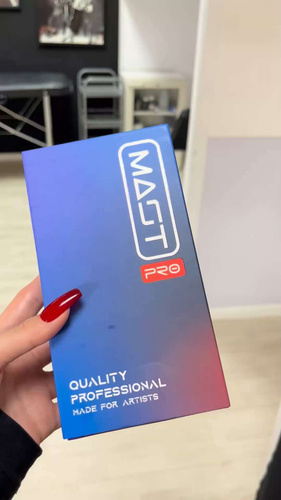 MAST
PRO
QUALITY
PROFESSIONAL
MADE FOR ARTISTS